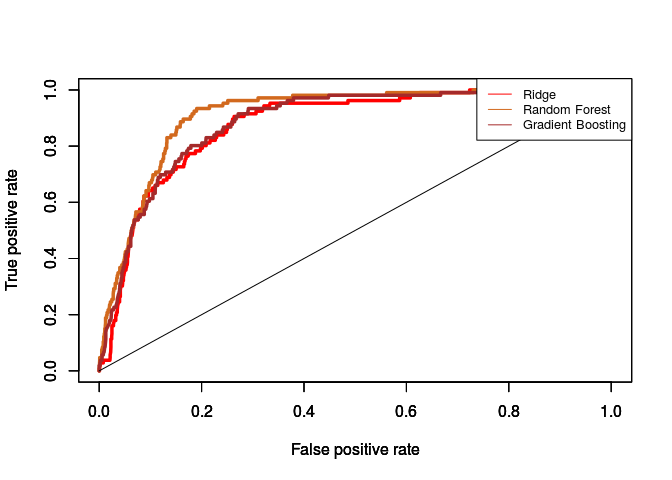 Ridge
Random Forest
Gradient Boosting
True positive rate
1.0
0.8
0.6
0.4
0.2
0.0
0.0 0.2 0.4 0.6 0.8 1.0
False positive rate